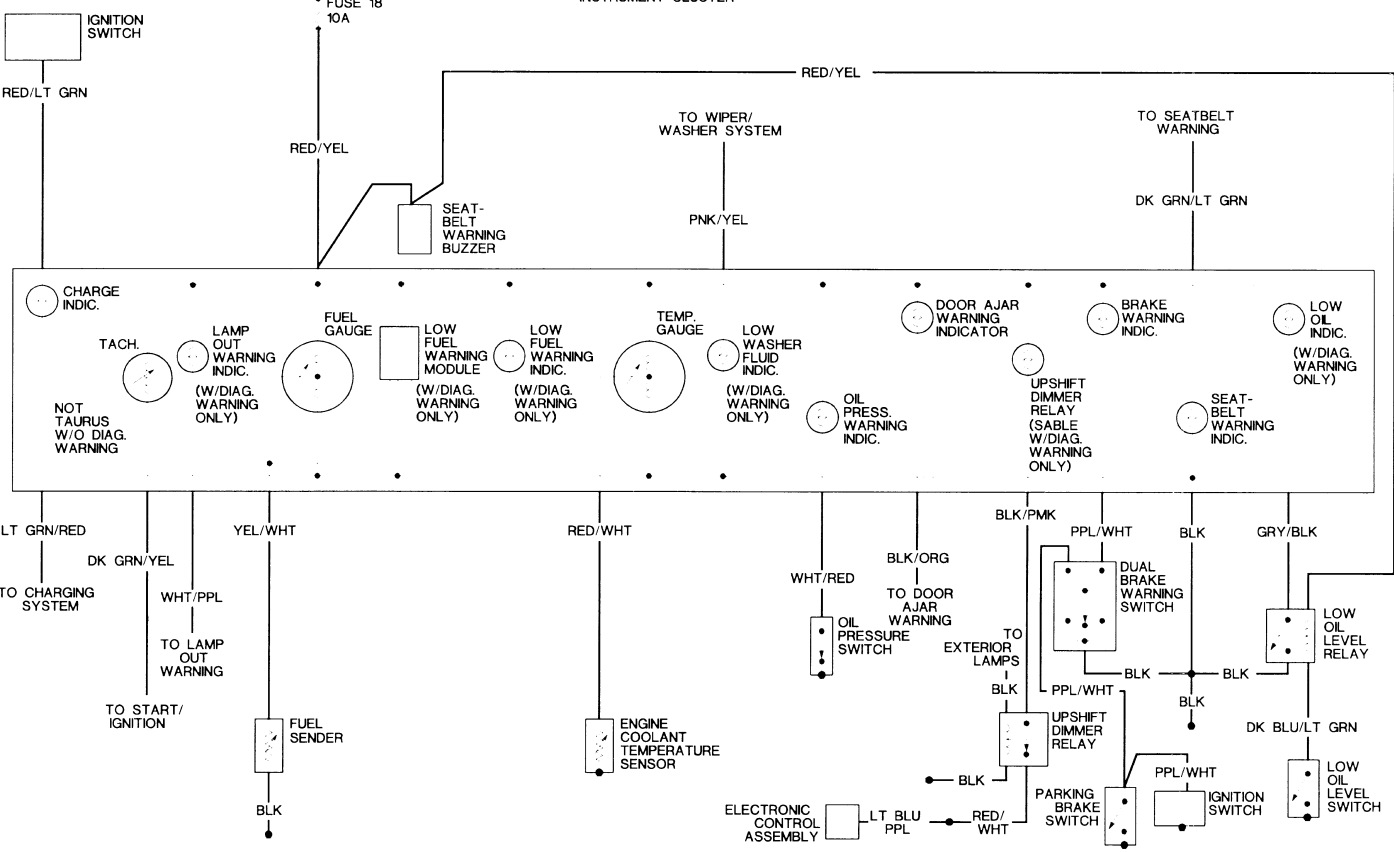 FUSE 18
10A
INSTRUMENT CLUSTER
IGNITION
SWITCH
RED/LT GRN
RED/YEL
RED/YEL
TO WIPER/
WASHER SYSTEM
TO SEATBELT
WARNING
SEAT-
BELT
WARNING
BUZZER
PNK/YEL
DK GRN/LT GRN
CHARGE
INDIC.
TACH.
NOT
TAURUS
W/O DIAG.
WARNING
LAMP
OUT
WARNING
INDIC.
(W/DIAG.
WARNING
ONLY)
FUEL
GAUGE
LOW
FUEL
WARNING
MODULE
(W/DIAG.
WARNING
ONLY)
LOW
FUEL
WARNING
INDIC.
(W/DIAG.
WARNING
ONLY)
TEMP.
GAUGE
LOW
WASHER
FLUID
INDIC.
(W/DIAG.
WARNING
ONLY)
OIL
PRESS.
WARNING
INDIC.
DOOR AJAR
WARNING
INDICATOR
UPSHIFT
DIMMER
RELAY
(SABLE
W/DIAG.
WARNING
ONLY)
BRAKE
WARNING
INDIC.
SEAT-
BELT
WARNING
INDIC.
LOW
OIL
INDIC.
(W/DIAG.
WARNING
ONLY)
LT GRN/RED
TO CHARGING
SYSTEM
DK GRN/YEL
TO START/
IGNITION
WHT/PPL
TO LAMP
OUT
WARNING
YEL/WHT
FUEL
SENDER
BLK
RED/WHT
ENGINE
COOLANT
TEMPERATURE
SENSOR
WHT/RED
OIL
PRESSURE
SWITCH
BLK/ORG
TO DOOR
AJAR
WARNING
BLK/PMK
TO
EXTERIOR
LAMPS
BLK
UPSHIFT
DIMMER
RELAY
BLK
ELECTRONIC
CONTROL
ASSEMBLY
LT BLU
PPL
RED/
WHT
PPL/WHT
DUAL
BRAKE
WARNING
SWITCH
BLK
BLK
BLK
BLK
PPL/WHT
PARKING
BRAKE
SWITCH
PPL/WHT
IGNITION
SWITCH
GRY/BLK
LOW
OIL
LEVEL
RELAY
DK BLU/LT GRN
LOW
OIL
LEVEL
SWITCH